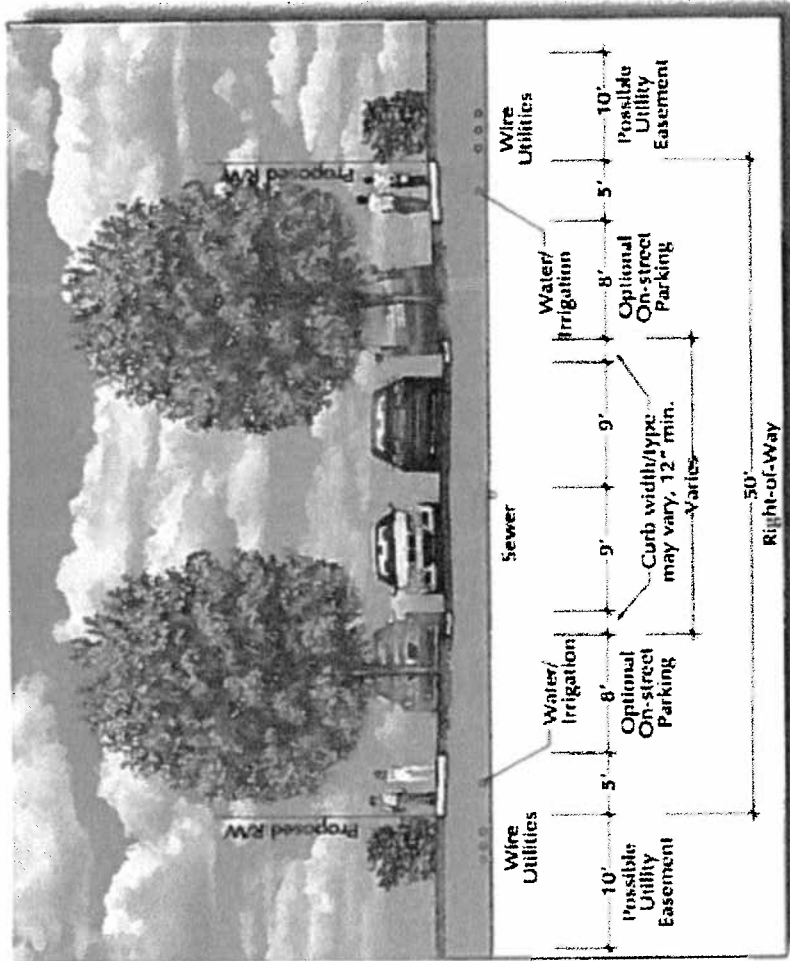 Proposed R/W
Proposed R/W
Wire
Utilities
Water/
Irrigation
Sewer
Water/
Irrigation
Wire
Utilities
10'
5'
8'
9'
9'
8'
5'
10'
Possible
Utility
Easement
Optional
On-street
Parking
Curb width/type
may vary, 12" min.
Optional
On-street
Parking
Possible
Utility
Easement
Varies
50'
Right-of-Way